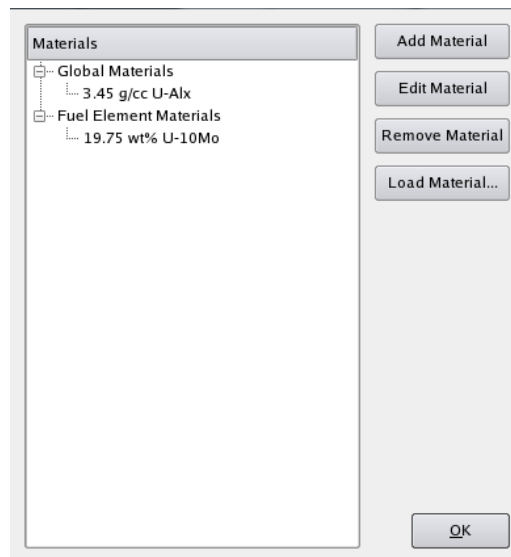 Materials
Global Materials
3.45 g/cc U-Alx
Fuel Element Materials
19.75 wt% U-10Mo
Add Material
Edit Material
Remove Material
Load Material...
OK